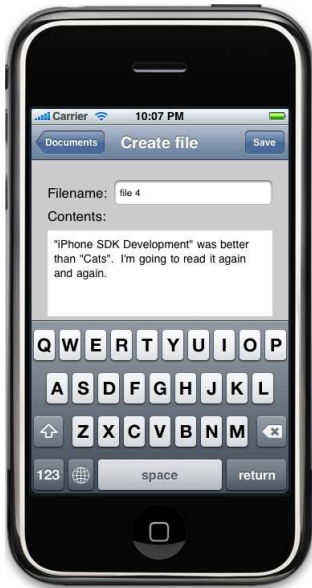 Carrier 10:07 PM
Documents Create file Save
Filename: file 4
Contents:
"iPhone SDK Development" was better
than "Cats".  I'm going to read it again
and again.
Q W E R T Y U I O P
A S D F G H J K L
Z X C V B N M
123 space return